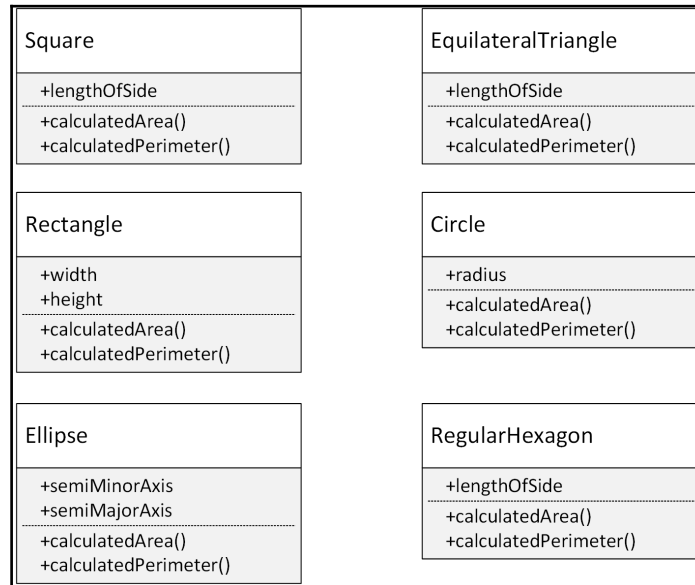 Square
+lengthOfSide
+calculatedArea()
+calculatedPerimeter()
EquilateralTriangle
+lengthOfSide
+calculatedArea()
+calculatedPerimeter()
Rectangle
+width
+height
+calculatedArea()
+calculatedPerimeter()
Circle
+radius
+calculatedArea()
+calculatedPerimeter()
Ellipse
+semiMinorAxis
+semiMajorAxis
+calculatedArea()
+calculatedPerimeter()
RegularHexagon
+lengthOfSide
+calculatedArea()
+calculatedPerimeter()